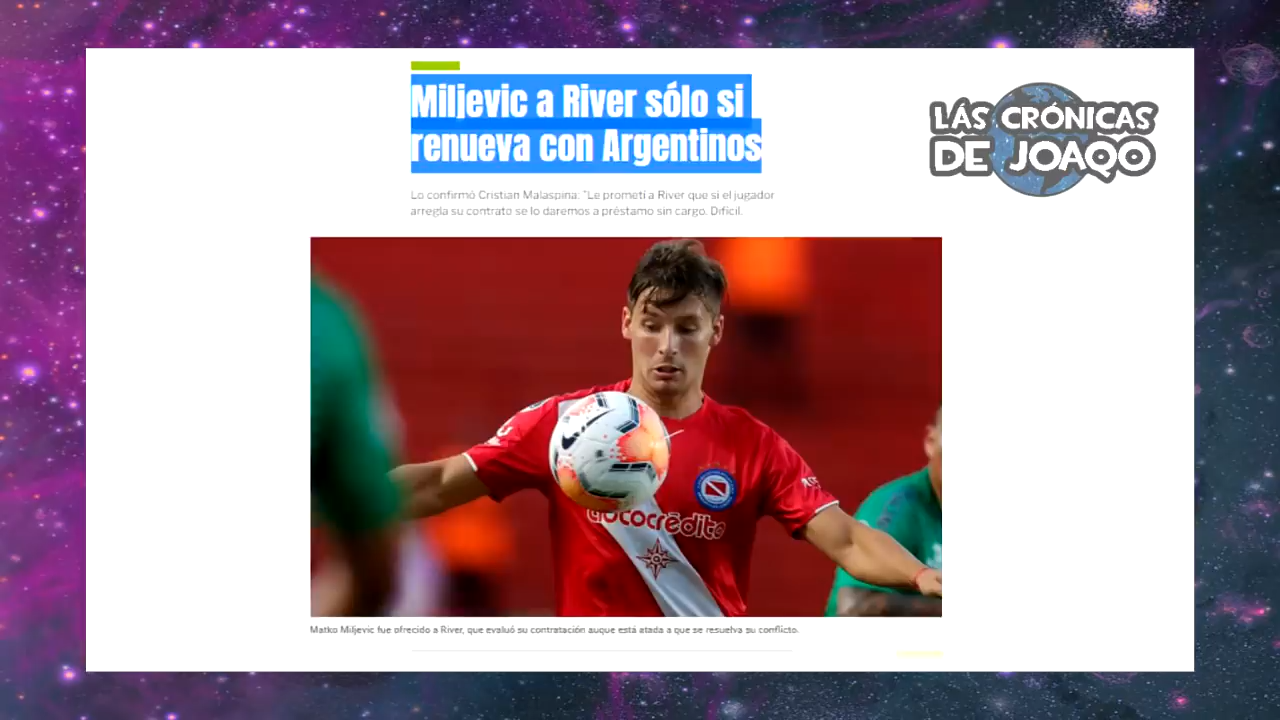 Miljevic a River sólo si
renueva con Argentinos
LÁS CRÓNICAS
DE JOAQO
Lo confirmó Cristian Malaspina: "Le prometí a River que si el jugador
arregla su contrato se lo daremos a préstamo sin cargo. Difícil.
crédito
Matko Miljevic fue ofrecido a River, que evaluó su contratación auque está atada a que se resuelva su conflicto.